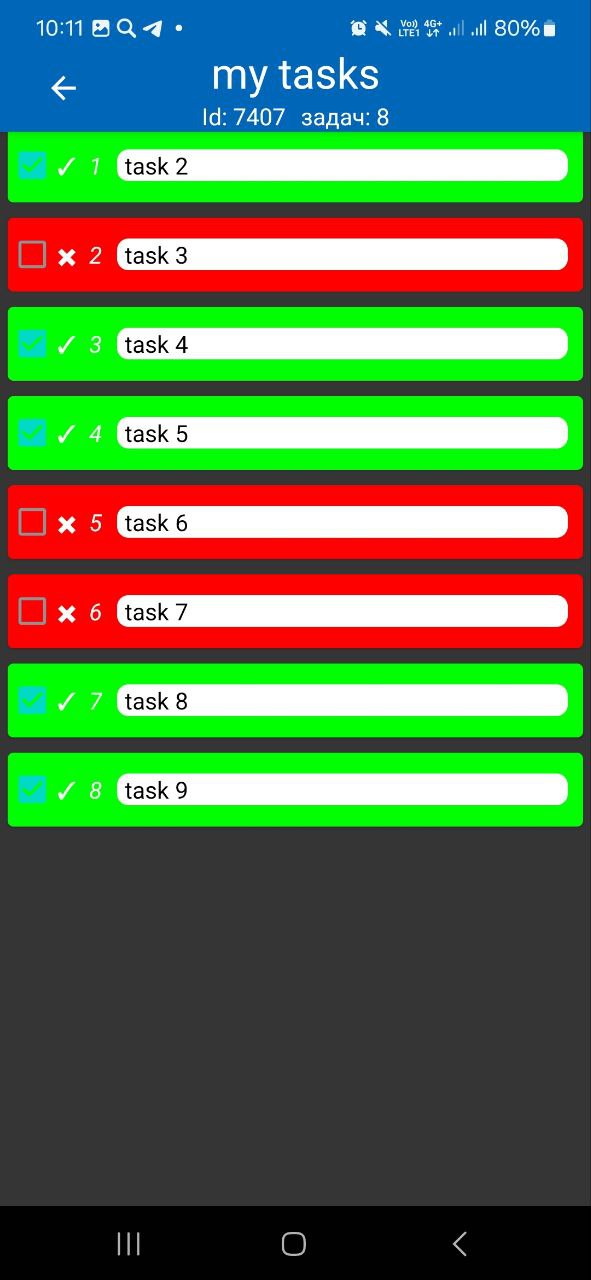 10:11 Vo)) LTE1 4G+ 80%
my tasks
Id: 7407 задач: 8
1 task 2
2 task 3
3 task 4
4 task 5
5 task 6
6 task 7
7 task 8
8 task 9